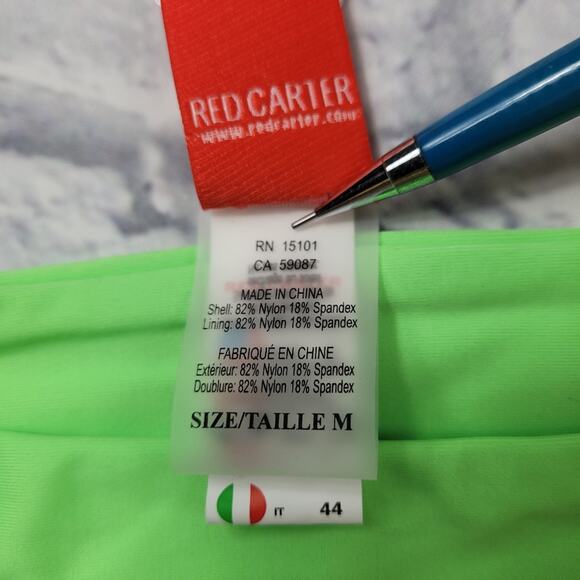 RED CARTER
www.redcarter.com
RN 15101
CA 59087
MADE IN CHINA
Shell: 82% Nylon 18% Spandex
Lining: 82% Nylon 18% Spandex
FABRIQUÉ EN CHINE
Extérieur: 82% Nylon 18% Spandex
Doublure: 82% Nylon 18% Spandex
SIZE/TAILLE M
IT 44